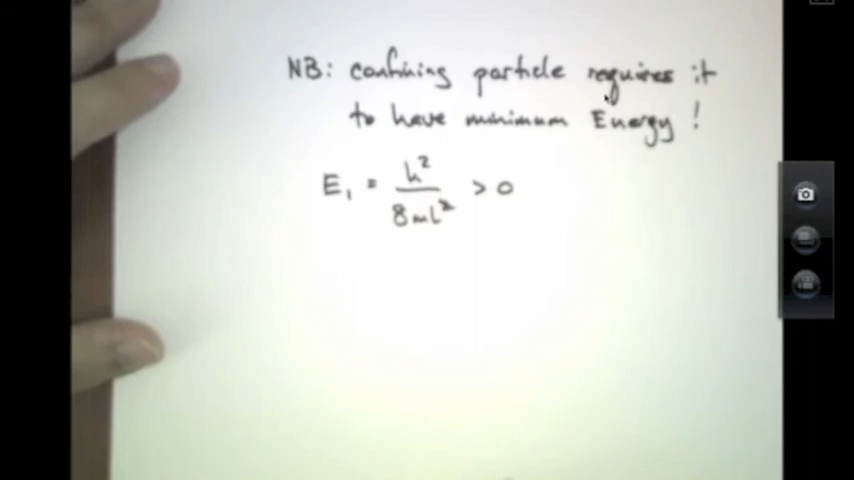 NB: confining particle requires it
to have minimum Energy!
E₁ = h²/8mL² > 0